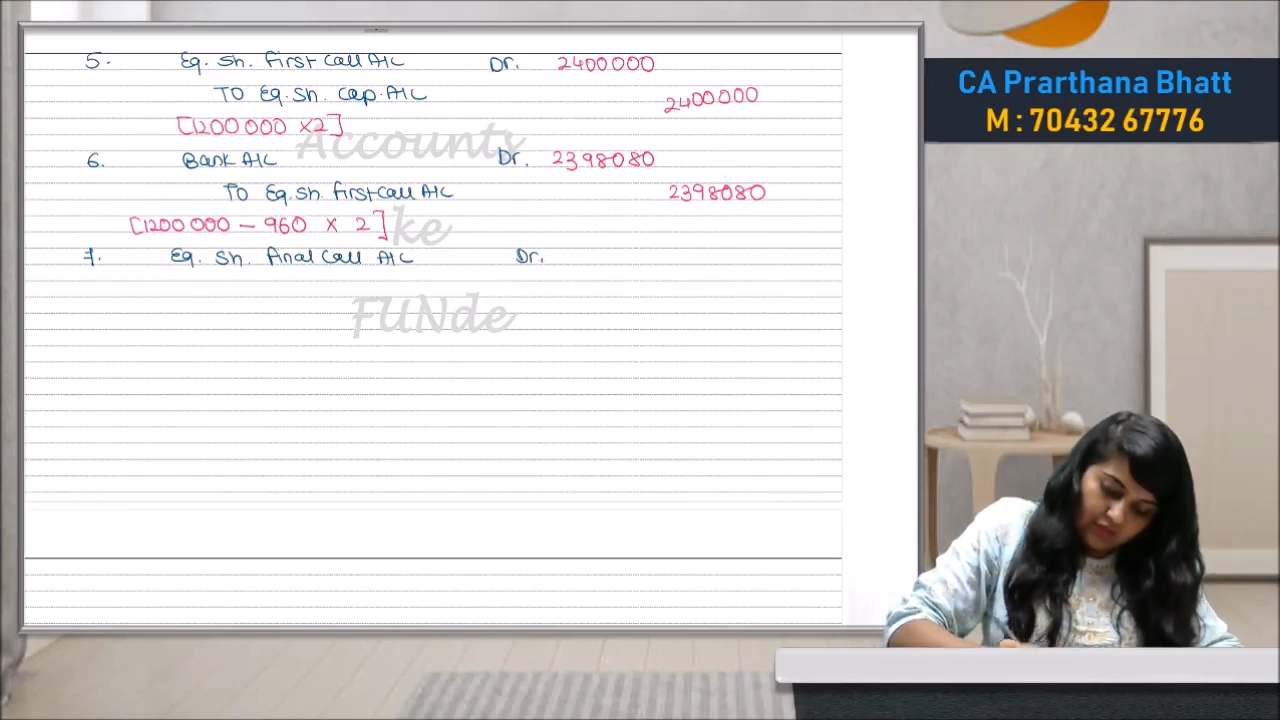 5. Eq. Sh. First Call A/C Dr. 2400000
TO Eq. Sh. Cap. A/C 2400000
[1200000 × 2]
Accounts
6. Bank A/C Dr. 2398080
TO Eq. Sh. first call A/C 2398080
[1200000 – 960 × 2]
ke
7. Eq. Sh. final Call A/C Dr.
FUNde
CA Prarthana Bhatt
M : 70432 67776